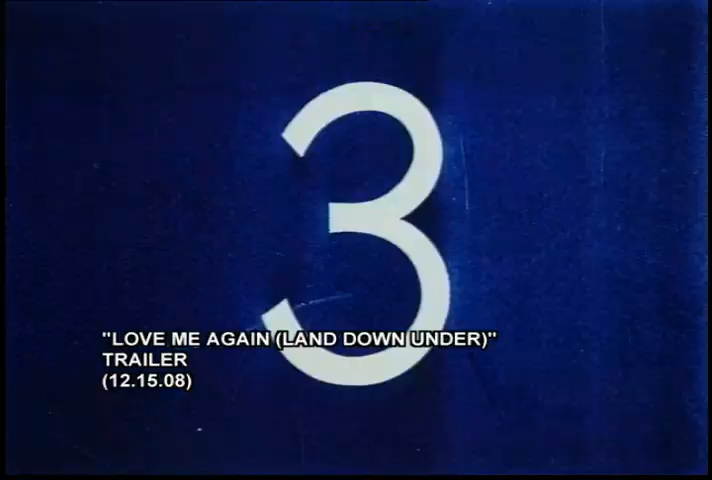 3
"LOVE ME AGAIN (LAND DOWN UNDER)"
TRAILER
(12.15.08)